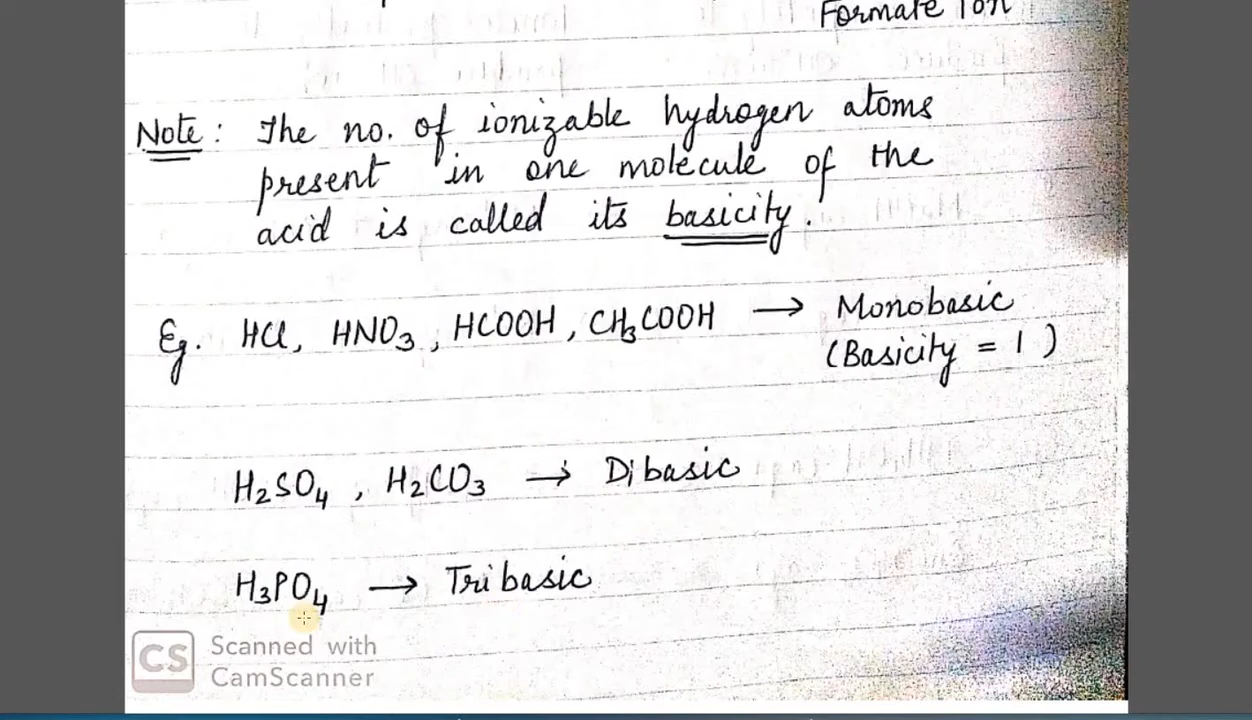 Formate Ion
Note: The no. of ionizable hydrogen atoms
present in one molecule of the
acid is called its basicity.
Eg. HCl, HNO3, HCOOH, CH3COOH → Monobasic
(Basicity = 1)
H2SO4, H2CO3 → Dibasic
H3PO4 → Tribasic
CS Scanned with
CamScanner